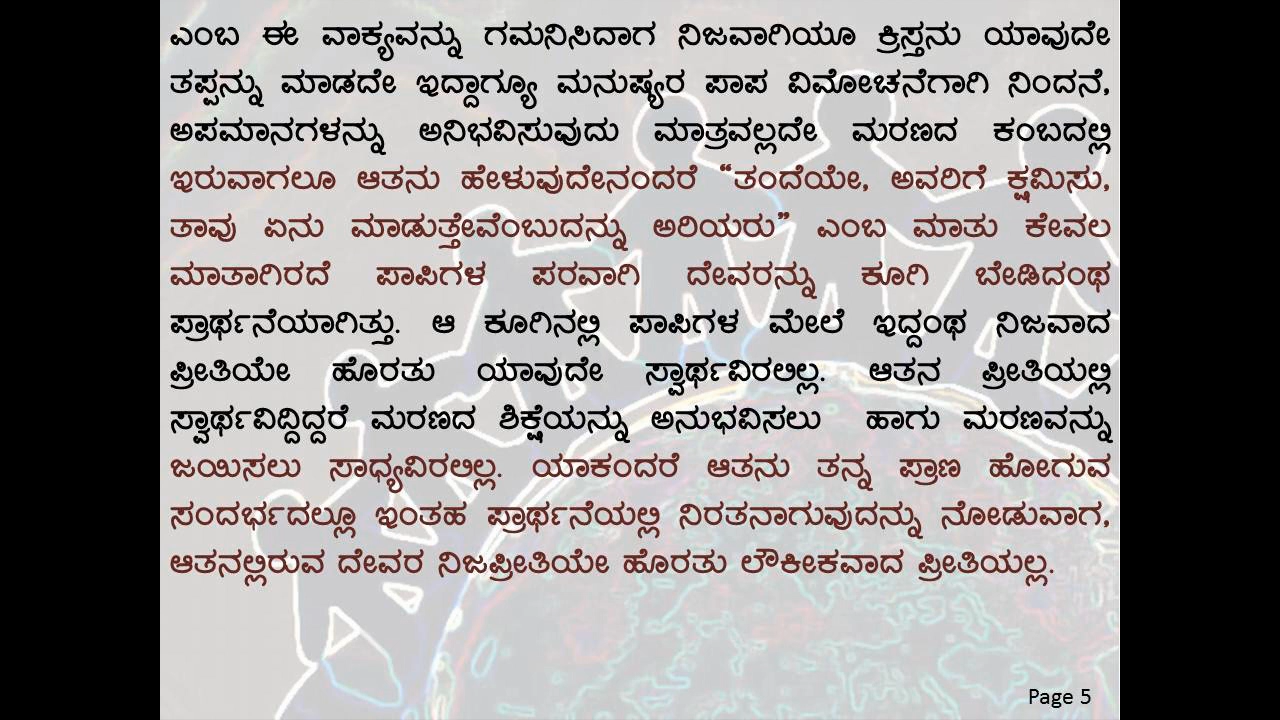 ಎಂಬ ಈ ವಾಕ್ಯವನ್ನು ಗಮನಿಸಿದಾಗ ನಿಜವಾಗಿಯೂ ಕ್ರಿಸ್ತನು ಯಾವುದೇ
ತಪ್ಪನ್ನು ಮಾಡದೇ ಇದ್ದಾಗ್ಯೂ ಮನುಷ್ಯರ ಪಾಪ ವಿಮೋಚನೆಗಾಗಿ ನಿಂದನೆ,
ಅಪಮಾನಗಳನ್ನು ಅನಿಭವಿಸುವುದು ಮಾತ್ರವಲ್ಲದೇ ಮರಣದ ಕಂಬದಲ್ಲಿ
ಇರುವಾಗಲೂ ಆತನು ಹೇಳುವುದೇನಂದರೆ “ತಂದೆಯೇ, ಅವರಿಗೆ ಕ್ಷಮಿಸು,
ತಾವು ಏನು ಮಾಡುತ್ತೇವೆಂಬುದನ್ನು ಅರಿಯರು” ಎಂಬ ಮಾತು ಕೇವಲ
ಮಾತಾಗಿರದೆ ಪಾಪಿಗಳ ಪರವಾಗಿ ದೇವರನ್ನು ಕೂಗಿ ಬೇಡಿದಂಥ
ಪ್ರಾರ್ಥನೆಯಾಗಿತ್ತು. ಆ ಕೂಗಿನಲ್ಲಿ ಪಾಪಿಗಳ ಮೇಲೆ ಇದ್ದಂಥ ನಿಜವಾದ
ಪ್ರೀತಿಯೇ ಹೊರತು ಯಾವುದೇ ಸ್ವಾರ್ಥವಿರಲಿಲ್ಲ. ಆತನ ಪ್ರೀತಿಯಲ್ಲಿ
ಸ್ವಾರ್ಥವಿದ್ದಿದ್ದರೆ ಮರಣದ ಶಿಕ್ಷೆಯನ್ನು ಅನುಭವಿಸಲು ಹಾಗು ಮರಣವನ್ನು
ಜಯಿಸಲು ಸಾಧ್ಯವಿರಲಿಲ್ಲ. ಯಾಕಂದರೆ ಆತನು ತನ್ನ ಪ್ರಾಣ ಹೋಗುವ
ಸಂದರ್ಭದಲ್ಲೂ ಇಂತಹ ಪ್ರಾರ್ಥನೆಯಲ್ಲಿ ನಿರತನಾಗುವುದನ್ನು ನೋಡುವಾಗ,
ಆತನಲ್ಲಿರುವ ದೇವರ ನಿಜಪ್ರೀತಿಯೇ ಹೊರತು ಲೌಕೀಕವಾದ ಪ್ರೀತಿಯಲ್ಲ.
Page 5